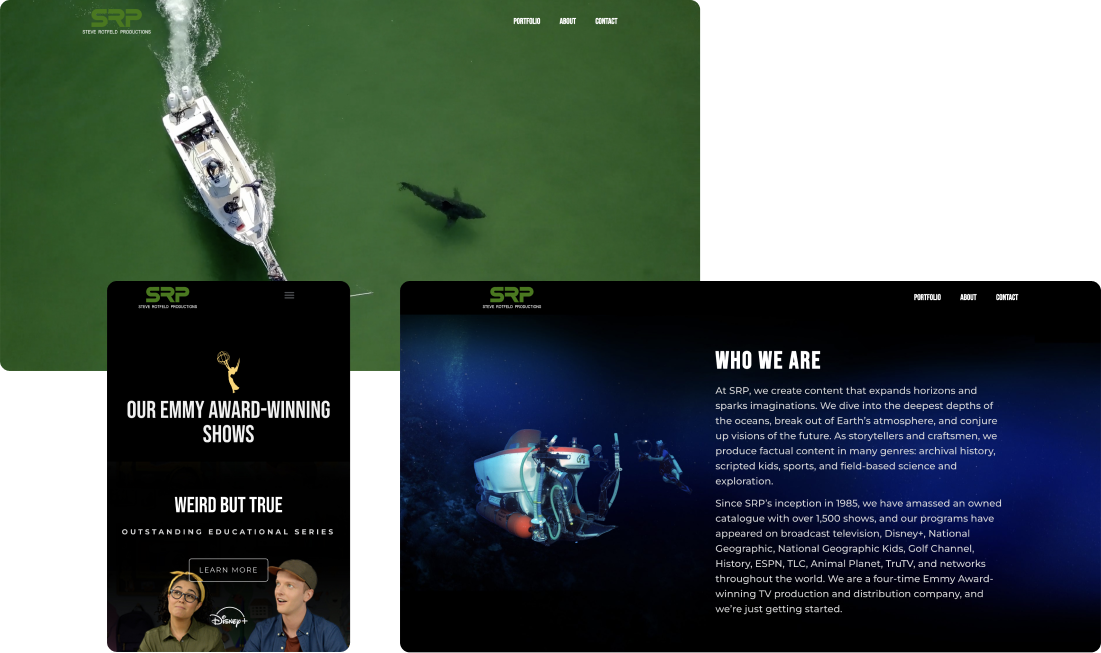 SRP
STEVE ROTFELD PRODUCTIONS
PORTFOLIO ABOUT CONTACT
SRP
STEVE ROTFELD PRODUCTIONS
OUR EMMY AWARD-WINNING
SHOWS
WEIRD BUT TRUE
OUTSTANDING EDUCATIONAL SERIES
LEARN MORE
Disney+
SRP
STEVE ROTFELD PRODUCTIONS
PORTFOLIO ABOUT CONTACT
WHO WE ARE
At SRP, we create content that expands horizons and
sparks imaginations. We dive into the deepest depths of
the oceans, break out of Earth's atmosphere, and conjure
up visions of the future. As storytellers and craftsmen, we
produce factual content in many genres: archival history,
scripted kids, sports, and field-based science and
exploration.
Since SRP's inception in 1985, we have amassed an owned
catalogue with over 1,500 shows, and our programs have
appeared on broadcast television, Disney+, National
Geographic, National Geographic Kids, Golf Channel,
History, ESPN, TLC, Animal Planet, TruTV, and networks
throughout the world. We are a four-time Emmy Award-
winning TV production and distribution company, and
we're just getting started.